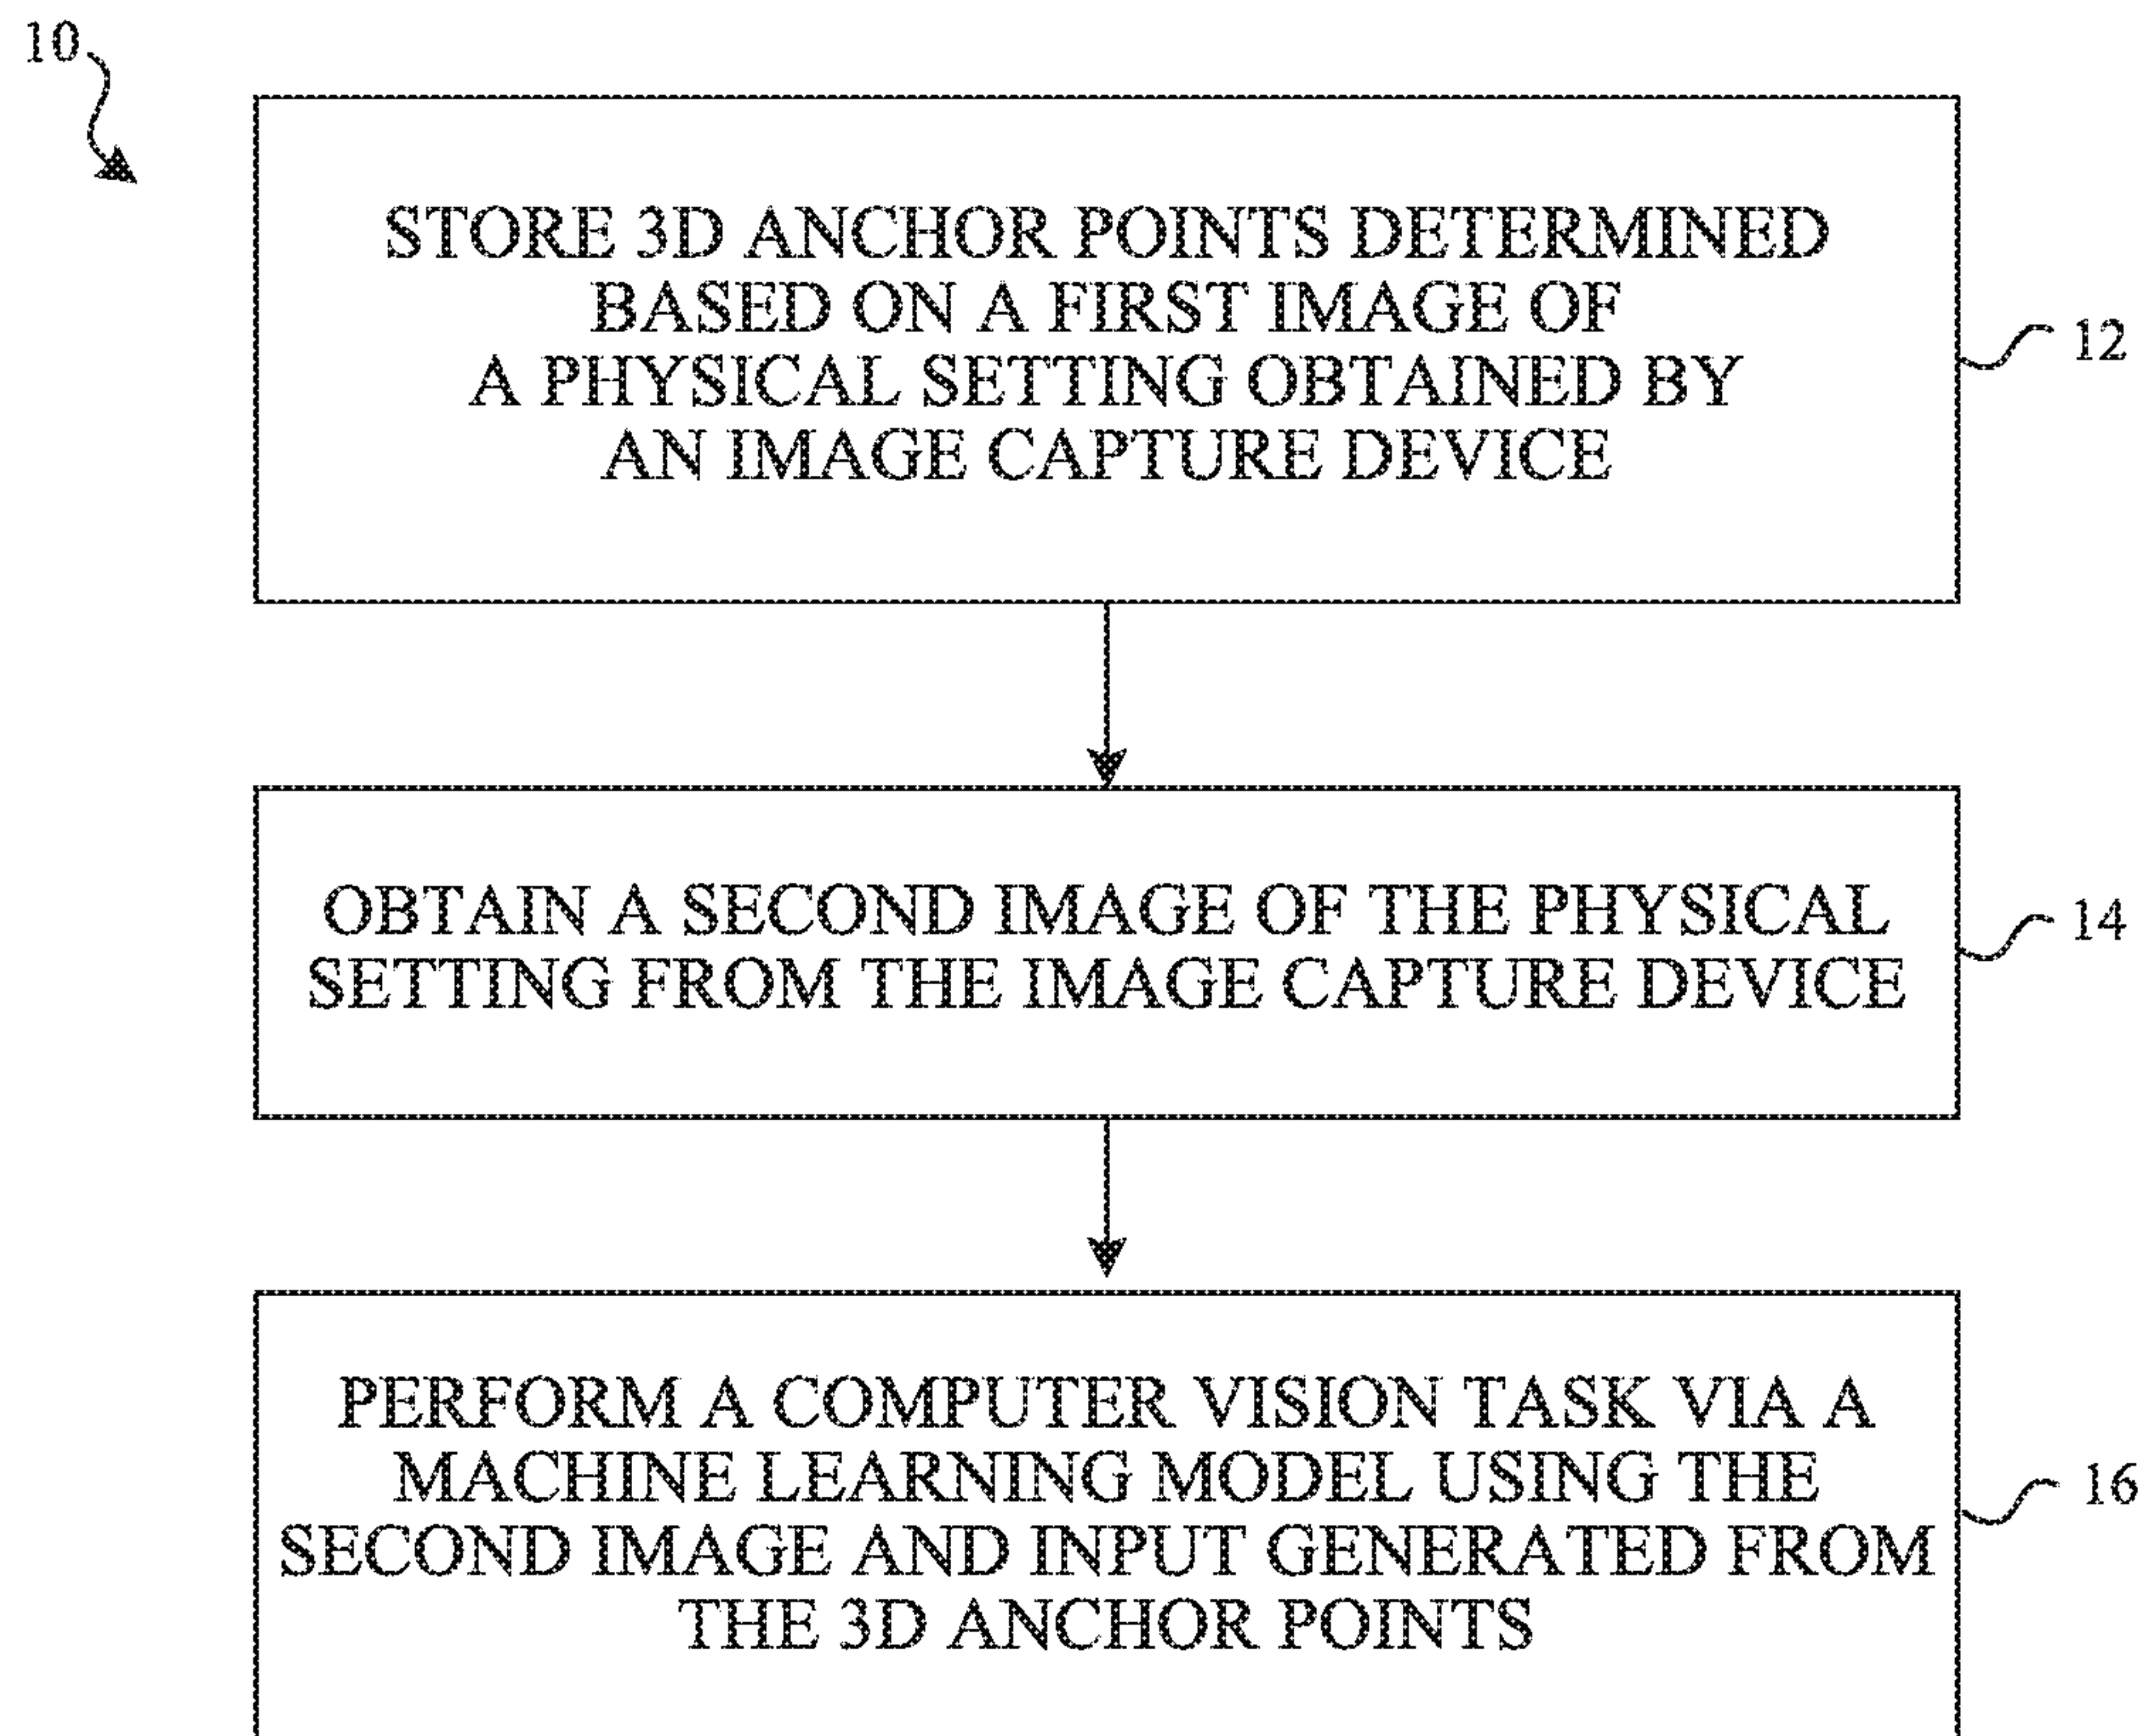 10
STORE 3D ANCHOR POINTS DETERMINED
BASED ON A FIRST IMAGE OF
A PHYSICAL SETTING OBTAINED BY
AN IMAGE CAPTURE DEVICE
12
OBTAIN A SECOND IMAGE OF THE PHYSICAL
SETTING FROM THE IMAGE CAPTURE DEVICE
14
PERFORM A COMPUTER VISION TASK VIA A
MACHINE LEARNING MODEL USING THE
SECOND IMAGE AND INPUT GENERATED FROM
THE 3D ANCHOR POINTS
16